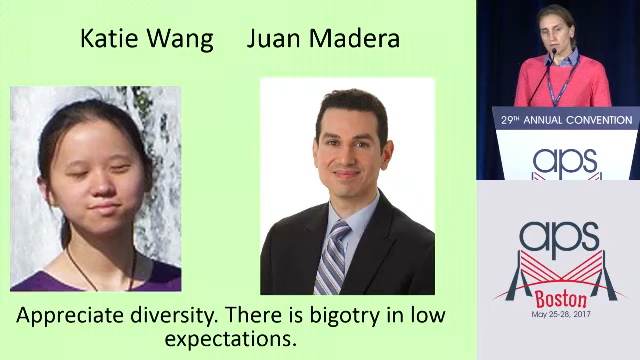 Katie Wang Juan Madera
Appreciate diversity. There is bigotry in low
expectations.
29TH ANNUAL CONVENTION
aps
aps
Boston
May 25-28, 2017